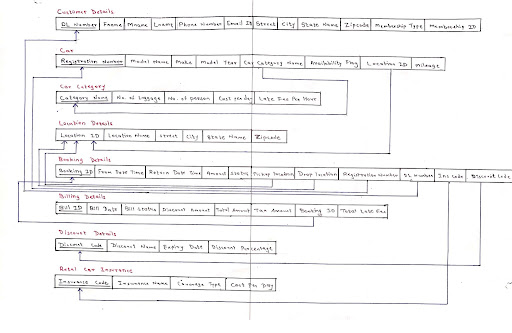 Customer Details
DL Number Fname Mname Lname Phone Number Email ID Street City State Name Zipcode Membership Type Membership ID
Car
Registration Number Model Name Make Model Year Car Category Name Availability Flag Location ID Mileage
Car Category
Category Name No. of Luggage No. of person Cost per day Late Fee Per Hour
Location Details
Location ID Location Name Street City State Name Zipcode
Booking Details
Booking ID From Date Time Return Date Time Amount Pickup Location Drop Location Registration Number DL Number Ins Code Discount Code
Billing Details
Bill ID Bill Date Bill Status Discount Amount Total Amount Tax Amount Booking ID Total Late Fee
Discount Details
Discount Code Discount Name Expiry Date Discount Percentage
Rental Car Insurance
Insurance Code Insurance Name Coverage Type Cost Per Day